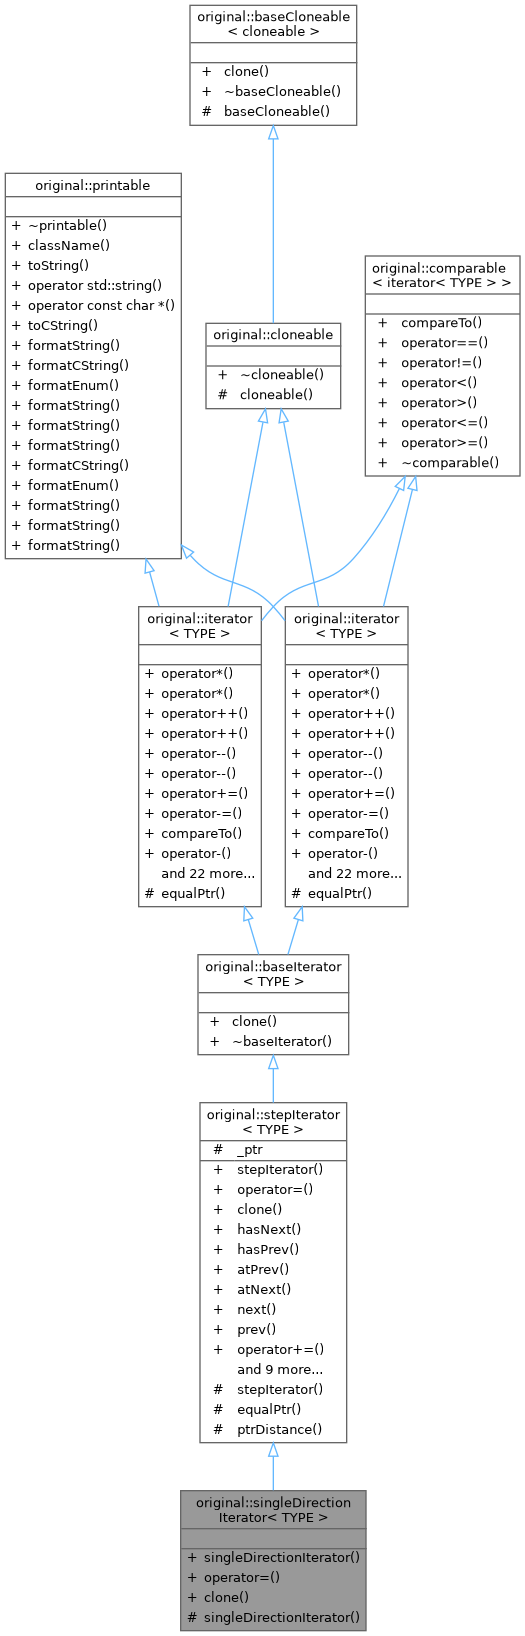 original::baseCloneable
< cloneable >
+ clone()
+ ~baseCloneable()
# baseCloneable()
original::printable
+ ~printable()
+ className()
+ toString()
+ operator std::string()
+ operator const char *()
+ toCString()
+ formatString()
+ formatCString()
+ formatEnum()
+ formatString()
+ formatString()
+ formatString()
+ formatCString()
+ formatEnum()
+ formatString()
+ formatString()
+ formatString()
original::cloneable
+ ~cloneable()
# cloneable()
original::comparable
< iterator< TYPE > >
+ compareTo()
+ operator==()
+ operator!=()
+ operator<()
+ operator>()
+ operator<=()
+ operator>=()
+ ~comparable()
original::iterator
< TYPE >
+ operator*()
+ operator*()
+ operator++()
+ operator++()
+ operator--()
+ operator--()
+ operator+=()
+ operator-=()
+ compareTo()
+ operator-()
and 22 more...
# equalPtr()
original::iterator
< TYPE >
+ operator*()
+ operator*()
+ operator++()
+ operator++()
+ operator--()
+ operator--()
+ operator+=()
+ operator-=()
+ compareTo()
+ operator-()
and 22 more...
# equalPtr()
original::baseIterator
< TYPE >
+ clone()
+ ~baseIterator()
original::stepIterator
< TYPE >
# _ptr
+ stepIterator()
+ operator=()
+ clone()
+ hasNext()
+ hasPrev()
+ atPrev()
+ atNext()
+ next()
+ prev()
+ operator+=()
and 9 more...
# stepIterator()
# equalPtr()
# ptrDistance()
original::singleDirection
Iterator< TYPE >
+ singleDirectionIterator()
+ operator=()
+ clone()
# singleDirectionIterator()